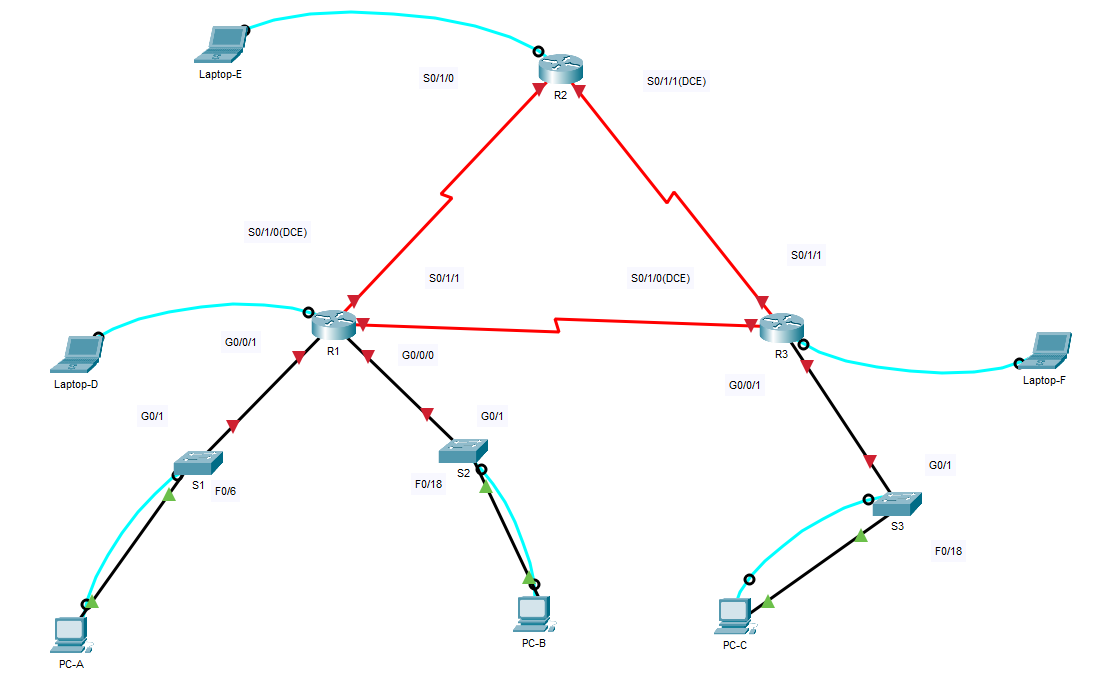 Laptop-E
S0/1/0
R2
S0/1/1(DCE)
S0/1/0(DCE)
S0/1/1
S0/1/0(DCE)
S0/1/1
Laptop-D
G0/0/1
R1
G0/0/0
R3
G0/0/1
Laptop-F
G0/1
S1
F0/6
G0/1
S2
F0/18
G0/1
S3
F0/18
PC-A
PC-B
PC-C